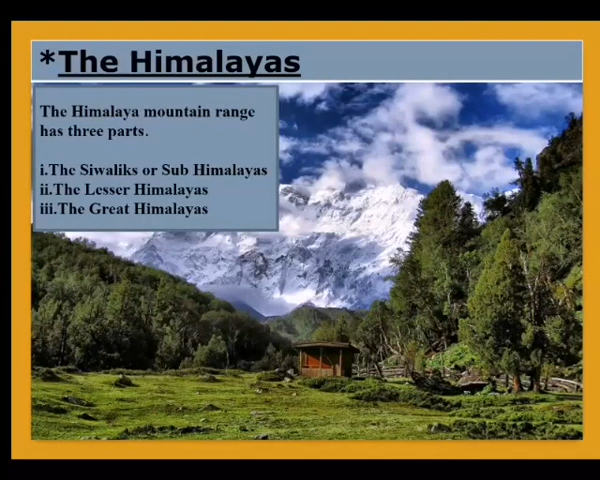 *The Himalayas
The Himalaya mountain range
has three parts.
i.The Siwaliks or Sub Himalayas
ii.The Lesser Himalayas
iii.The Great Himalayas